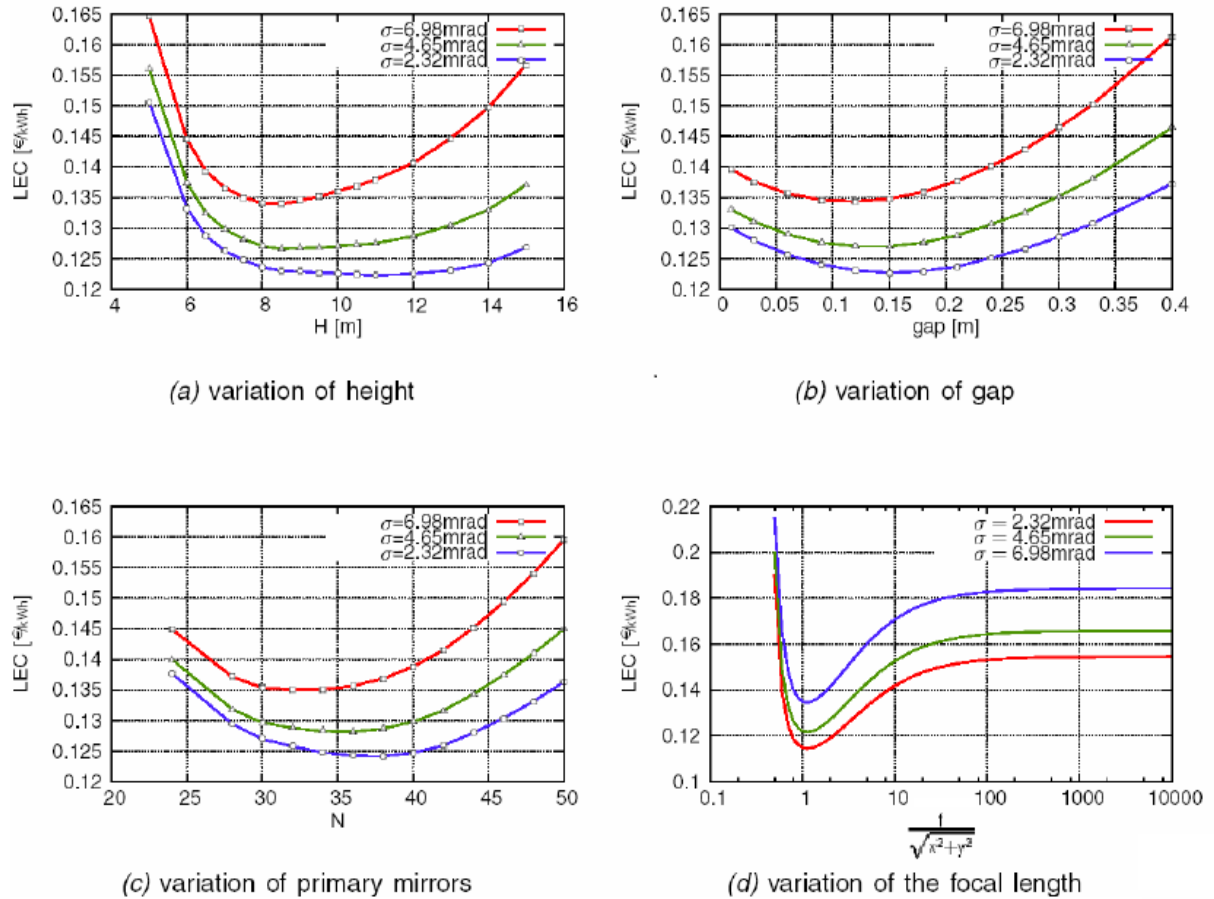 0.165
0.16
0.155
0.15
0.145
0.14
0.135
0.13
0.125
0.12
LEC [€/kWh]
σ=6.98mrad
σ=4.65mrad
σ=2.32mrad
4 6 8 10 12 14 16
H [m]
(a) variation of height
0.165
0.16
0.155
0.15
0.145
0.14
0.135
0.13
0.125
0.12
LEC [€/kWh]
σ=6.98mrad
σ=4.65mrad
σ=2.32mrad
0 0.05 0.1 0.15 0.2 0.25 0.3 0.35 0.4
gap [m]
(b) variation of gap
0.165
0.16
0.155
0.15
0.145
0.14
0.135
0.13
0.125
0.12
LEC [€/kWh]
σ=6.98mrad
σ=4.65mrad
σ=2.32mrad
20 25 30 35 40 45 50
N
(c) variation of primary mirrors
0.22
0.2
0.18
0.16
0.14
0.12
0.1
LEC [€/kWh]
σ = 2.32mrad
σ = 4.65mrad
σ = 6.98mrad
0.1 1 10 100 1000 10000
f
√x²+y²
(d) variation of the focal length